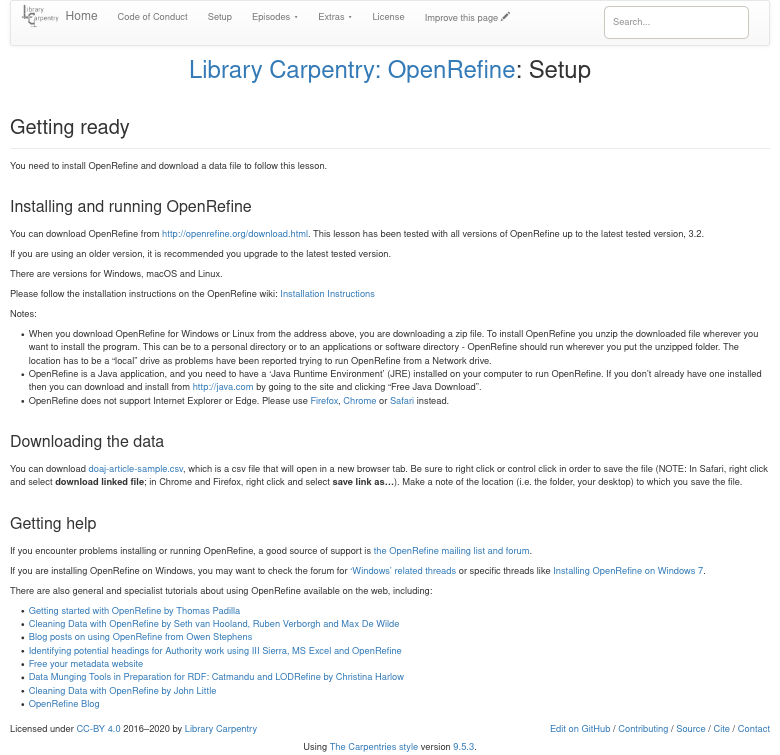 Library Carpentry Home Code of Conduct Setup Episodes Extras License Improve this page Search...
Library Carpentry: OpenRefine: Setup
Getting ready
You need to install OpenRefine and download a data file to follow this lesson.
Installing and running OpenRefine
You can download OpenRefine from http://openrefine.org/download.html. This lesson has been tested with all versions of OpenRefine up to the latest tested version, 3.2.
If you are using an older version, it is recommended you upgrade to the latest tested version.
There are versions for Windows, macOS and Linux.
Please follow the installation instructions on the OpenRefine wiki: Installation Instructions
Notes:
• When you download OpenRefine for Windows or Linux from the address above, you are downloading a zip file. To install OpenRefine you unzip the downloaded file wherever you
want to install the program. This can be to a personal directory or to an applications or software directory - OpenRefine should run wherever you put the unzipped folder. The
location has to be a “local” drive as problems have been reported trying to run OpenRefine from a Network drive.
• OpenRefine is a Java application, and you need to have a ‘Java Runtime Environment’ (JRE) installed on your computer to run OpenRefine. If you don’t already have one installed
then you can download and install from http://java.com by going to the site and clicking “Free Java Download”.
• OpenRefine does not support Internet Explorer or Edge. Please use Firefox, Chrome or Safari instead.
Downloading the data
You can download doaj-article-sample.csv, which is a csv file that will open in a new browser tab. Be sure to right click or control click in order to save the file (NOTE: In Safari, right click
and select download linked file; in Chrome and Firefox, right click and select save link as…). Make a note of the location (i.e. the folder, your desktop) to which you save the file.
Getting help
If you encounter problems installing or running OpenRefine, a good source of support is the OpenRefine mailing list and forum.
If you are installing OpenRefine on Windows, you may want to check the forum for ‘Windows’ related threads or specific threads like Installing OpenRefine on Windows 7.
There are also general and specialist tutorials about using OpenRefine available on the web, including:
• Getting started with OpenRefine by Thomas Padilla
• Cleaning Data with OpenRefine by Seth van Hooland, Ruben Verborgh and Max De Wilde
• Blog posts on using OpenRefine from Owen Stephens
• Identifying potential headings for Authority work using III Sierra, MS Excel and OpenRefine
• Free your metadata website
• Data Munging Tools in Preparation for RDF: Catmandu and LODRefine by Christina Harlow
• Cleaning Data with OpenRefine by John Little
• OpenRefine Blog
Licensed under CC-BY 4.0 2016–2020 by Library Carpentry Edit on GitHub / Contributing / Source / Cite / Contact
Using The Carpentries style version 9.5.3.